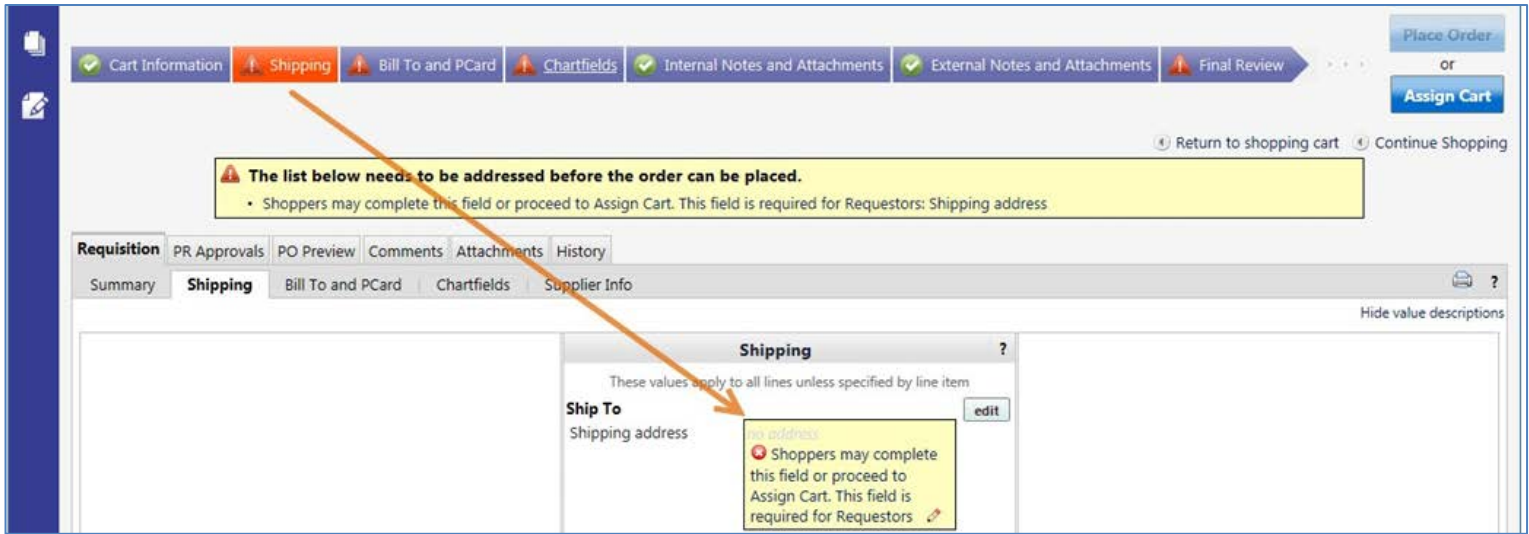 Place Order
Cart Information Shipping Bill To and PCard Chartfields Internal Notes and Attachments External Notes and Attachments Final Review or
Assign Cart
Return to shopping cart Continue Shopping
The list below needs to be addressed before the order can be placed.
• Shoppers may complete this field or proceed to Assign Cart. This field is required for Requestors: Shipping address
Requisition PR Approvals PO Preview Comments Attachments History
Summary Shipping Bill To and PCard Chartfields Supplier Info ?
Hide value descriptions
Shipping ?
These values apply to all lines unless specified by line item
Ship To edit
Shipping address no address
Shoppers may complete
this field or proceed to
Assign Cart. This field is
required for Requestors